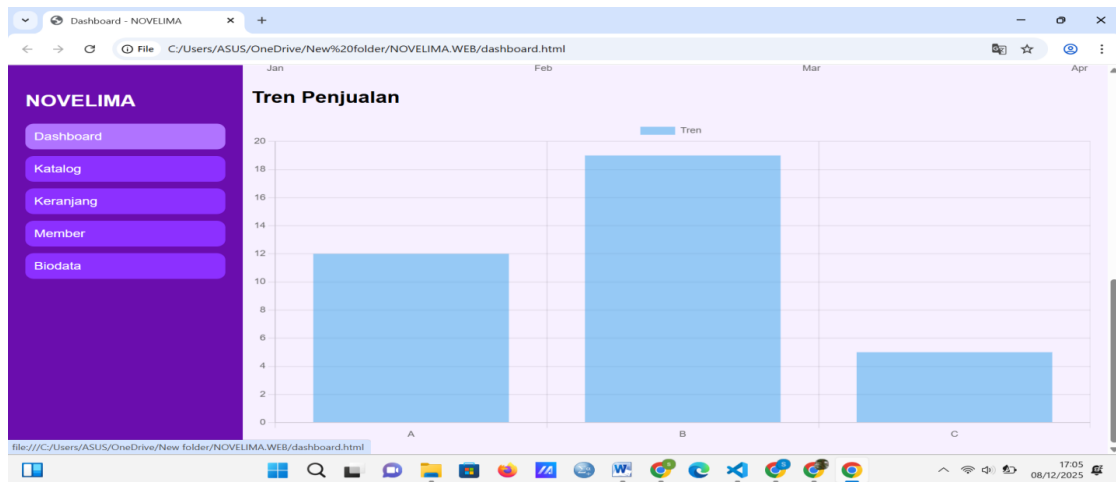 Dashboard - NOVELIMA
File C:/Users/ASUS/OneDrive/New%20folder/NOVELIMA.WEB/dashboard.html
Jan Feb Mar Apr
NOVELIMA
Dashboard
Katalog
Keranjang
Member
Biodata
Tren Penjualan
Tren
20
18
16
14
12
10
8
6
4
2
0
A B C
file:///C:/Users/ASUS/OneDrive/New folder/NOVELIMA.WEB/dashboard.html
17:05
08/12/2025